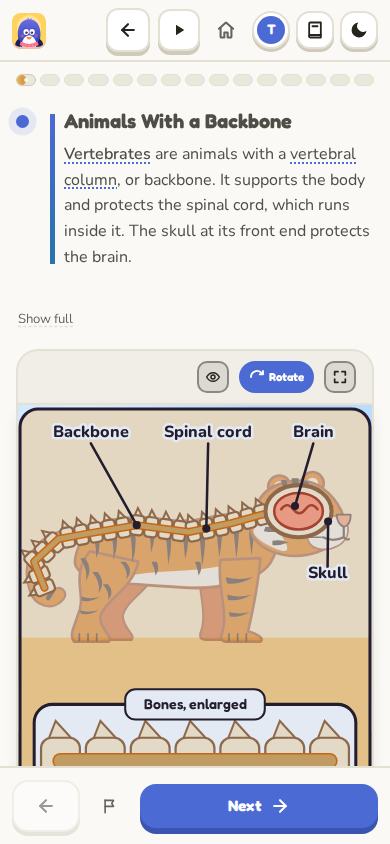 T
Animals With a Backbone
Vertebrates are animals with a vertebral
column, or backbone. It supports the body
and protects the spinal cord, which runs
inside it. The skull at its front end protects
the brain.
Show full
Rotate
Backbone
Spinal cord
Brain
Skull
Bones, enlarged
Next